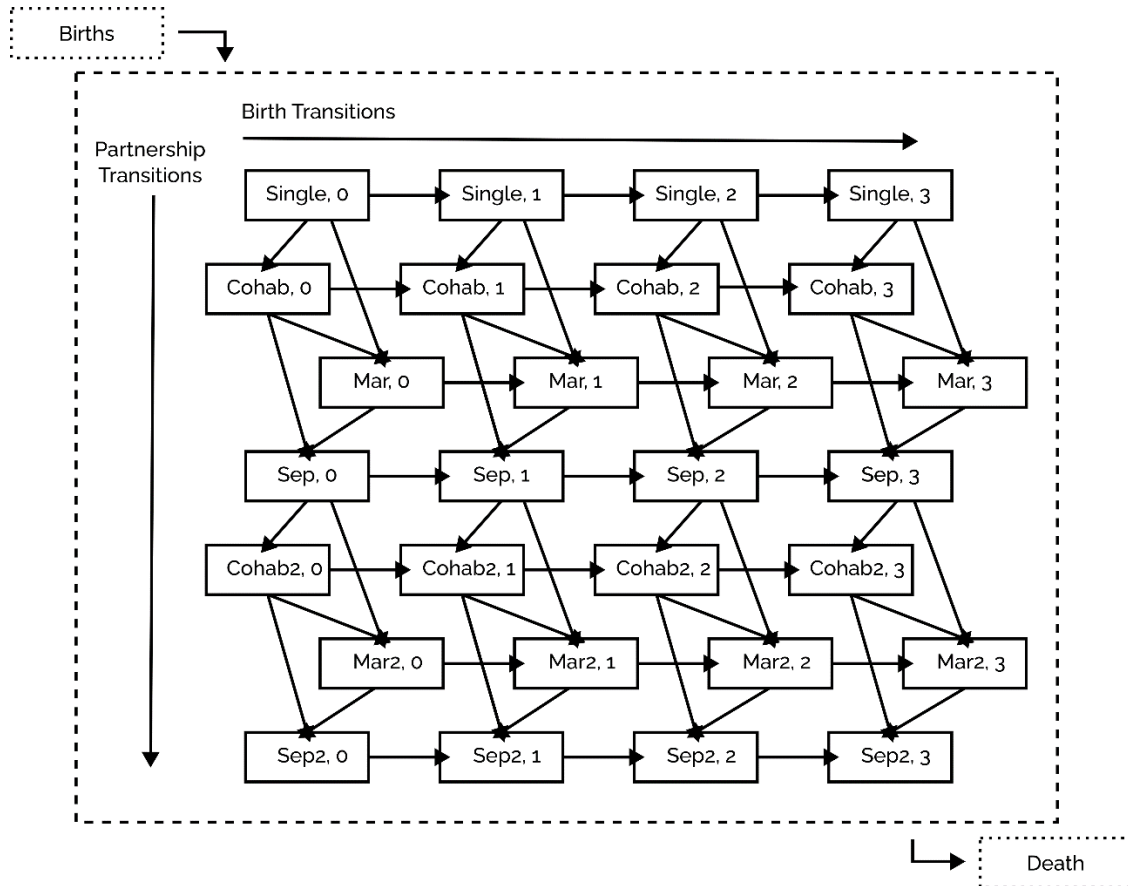 Births
Birth Transitions
Partnership
Transitions
Single, 0
Single, 1
Single, 2
Single, 3
Cohab, 0
Cohab, 1
Cohab, 2
Cohab, 3
Mar, 0
Mar, 1
Mar, 2
Mar, 3
Sep, 0
Sep, 1
Sep, 2
Sep, 3
Cohab2, 0
Cohab2, 1
Cohab2, 2
Cohab2, 3
Mar2, 0
Mar2, 1
Mar2, 2
Mar2, 3
Sep2, 0
Sep2, 1
Sep2, 2
Sep2, 3
Death